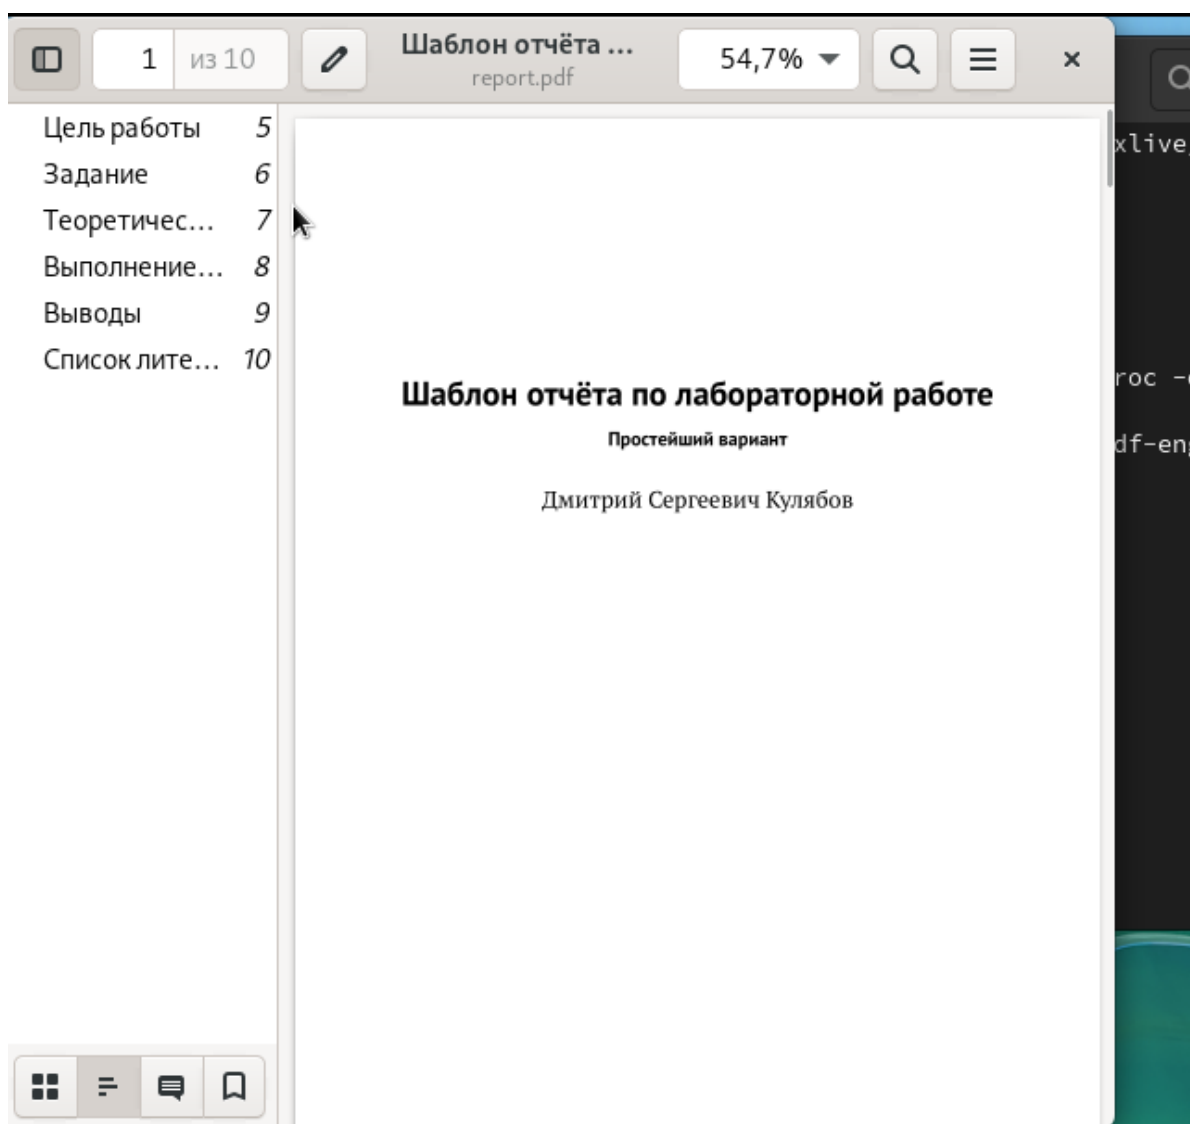 1 из 10
Шаблон отчёта ...
report.pdf
54,7%
Цель работы 5
Задание 6
Теоретичес... 7
Выполнение... 8
Выводы 9
Список лите... 10
Шаблон отчёта по лабораторной работе
Простейший вариант
Дмитрий Сергеевич Кулябов
xlive
roc -
df-en